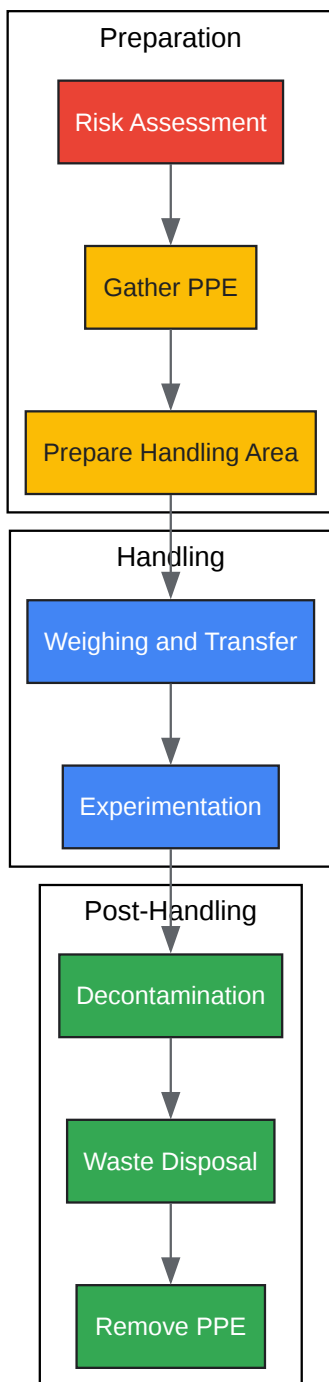 Preparation
Risk Assessment
Gather PPE
Prepare Handling Area
Handling
Weighing and Transfer
Experimentation
Post-Handling
Decontamination
Waste Disposal
Remove PPE